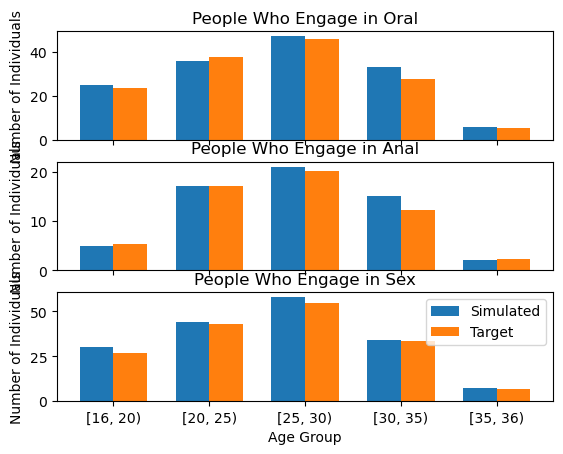 People Who Engage in Oral
Number of Individuals
40
20
0
People Who Engage in Anal
Number of Individuals
20
10
0
People Who Engage in Sex
Number of Individuals
50
25
0
Simulated
Target
[16, 20)
[20, 25)
[25, 30)
[30, 35)
[35, 36)
Age Group